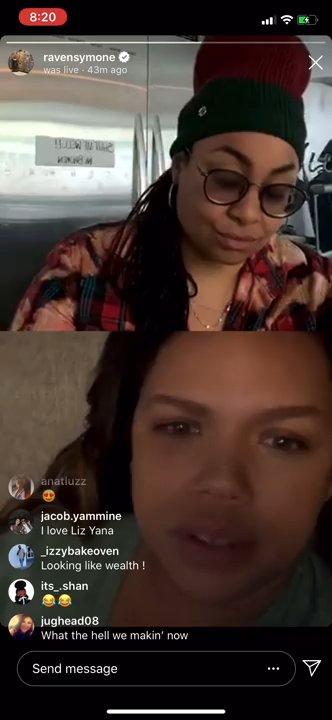 8:20
ravensymone
was live · 43m ago
anatluzz
😍
jacob.yammine
I love Liz Yana
_izzybakeoven
Looking like wealth !
its_.shan
😂😂
jughead08
What the hell we makin’ now
Send message